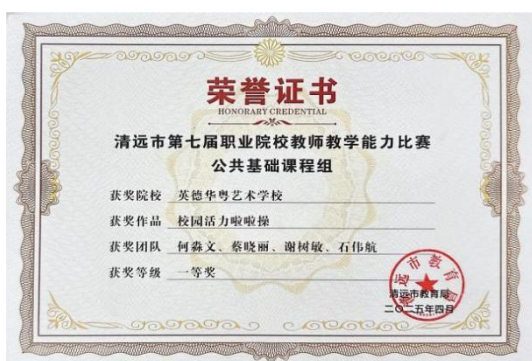 荣誉证书
HONORARY CREDENTIAL
清远市第七届职业院校教师教学能力比赛
公共基础课程组
获奖院校 英德华粤艺术学校
获奖作品 校园活力啦啦操
获奖团队 何淼文、蔡晓丽、谢树敏、石伟航
获奖等级 一等奖
清远市教育局
二〇二五年四月